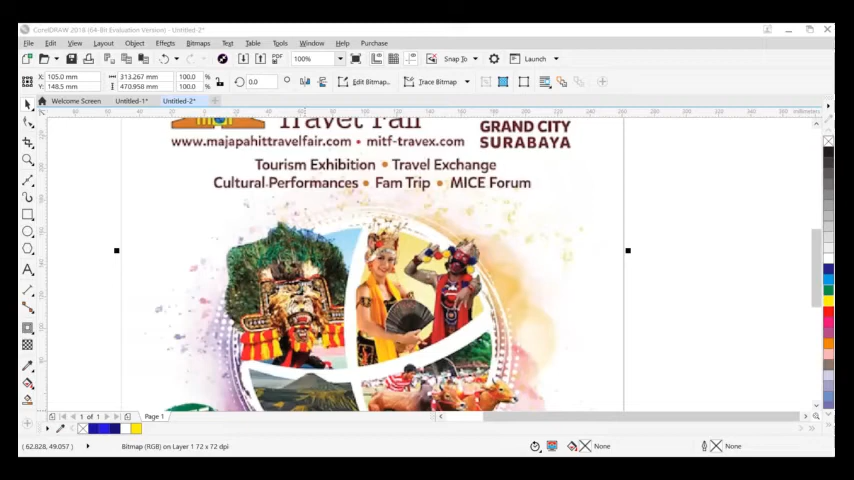 CorelDRAW 2018 (64-Bit Evaluation Version) - Untitled-2*
File Edit View Layout Object Effects Bitmaps Text Table Tools Window Help Purchase
PDF 100% Snap To Launch
X: 105.0 mm 313.267 mm 100.0 %
Y: 148.5 mm 470.958 mm 100.0 %
0.0 Edit Bitmap... Trace Bitmap
Welcome Screen Untitled-1* Untitled-2*
millimeters
Travel Fair
GRAND CITY
www.majapahittravelfair.com • mitf-travex.com
SURABAYA
Tourism Exhibition • Travel Exchange
Cultural Performances • Fam Trip • MICE Forum
1 of 1 Page 1
( 62.828, 49.057 ) Bitmap (RGB) on Layer 1 72 x 72 dpi None None